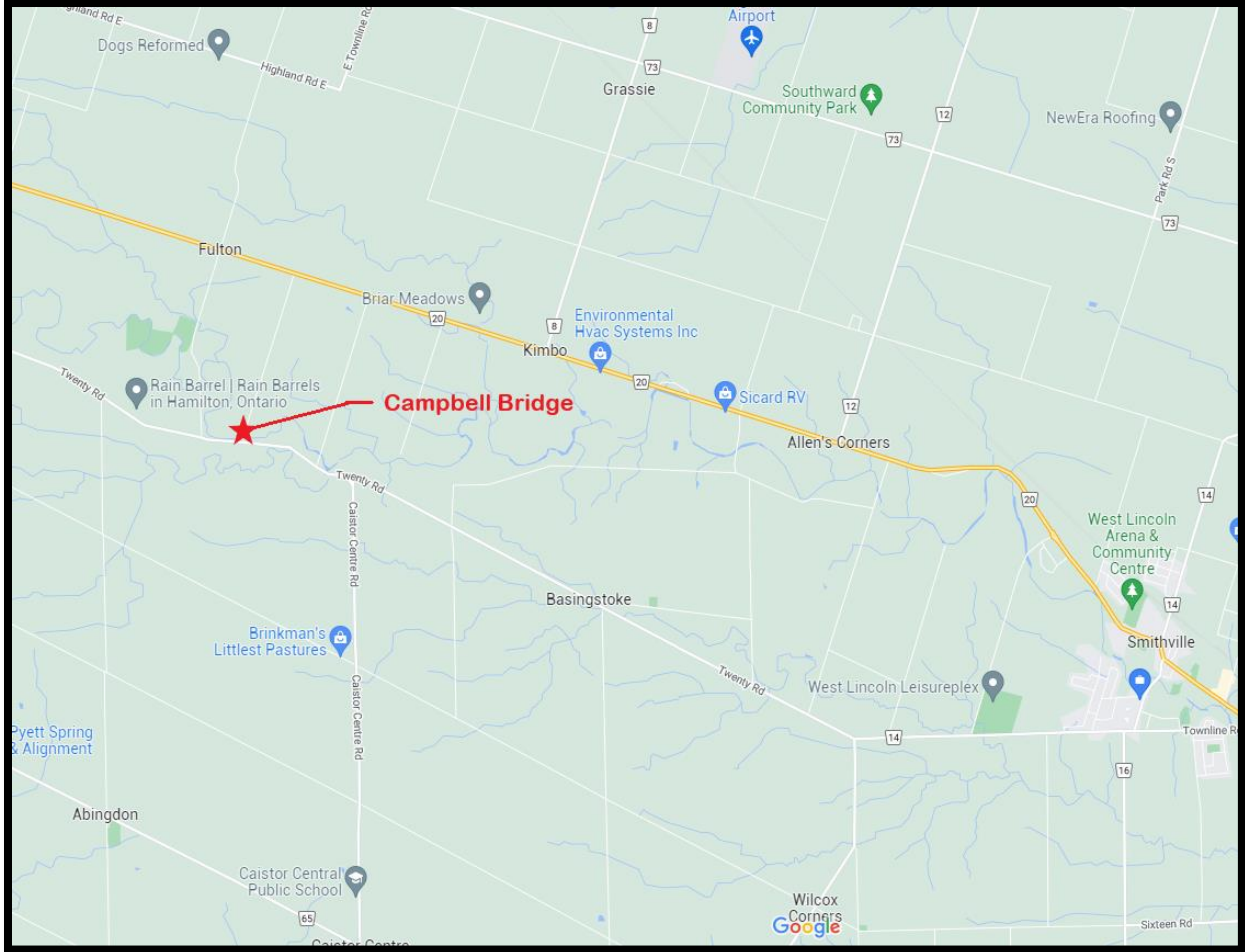 ghland Rd E
Dogs Reformed
Highland Rd E
E Townline Rd
8
Airport
73
Grassie
Southward
Community Park
12
NewEra Roofing
73
Park Rd S
73
Fulton
Briar Meadows
20
8
Environmental
Hvac Systems Inc
Kimbo
20
Twenty Rd
Rain Barrel | Rain Barrels
in Hamilton, Ontario
Campbell Bridge
Sicard RV
12
Allen's Corners
Twenty Rd
Caistor Centre Rd
20
14
West Lincoln
Arena &
Community
Centre
14
Basingstoke
Smithville
Brinkman's
Littlest Pastures
Twenty Rd
West Lincoln Leisureplex
Caistor Centre Rd
Pyett Spring
& Alignment
14
Townline R
16
Abingdon
Caistor Central
Public School
65
Wilcox
Corners
Google
Sixteen Rd
Caistor Centre